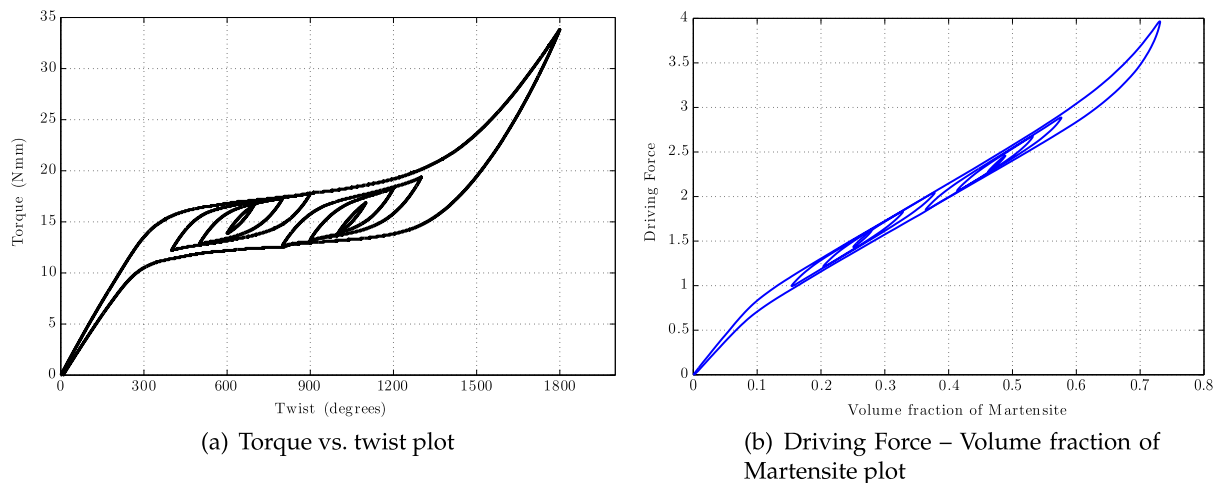 35
30
25
20
15
10
5
0
Torque (Nmm)
0 300 600 900 1200 1500 1800
Twist (degrees)
(a) Torque vs. twist plot
4
3.5
3
2.5
2
1.5
1
0.5
0
Driving Force
0 0.1 0.2 0.3 0.4 0.5 0.6 0.7 0.8
Volume fraction of Martensite
(b) Driving Force – Volume fraction of
Martensite plot